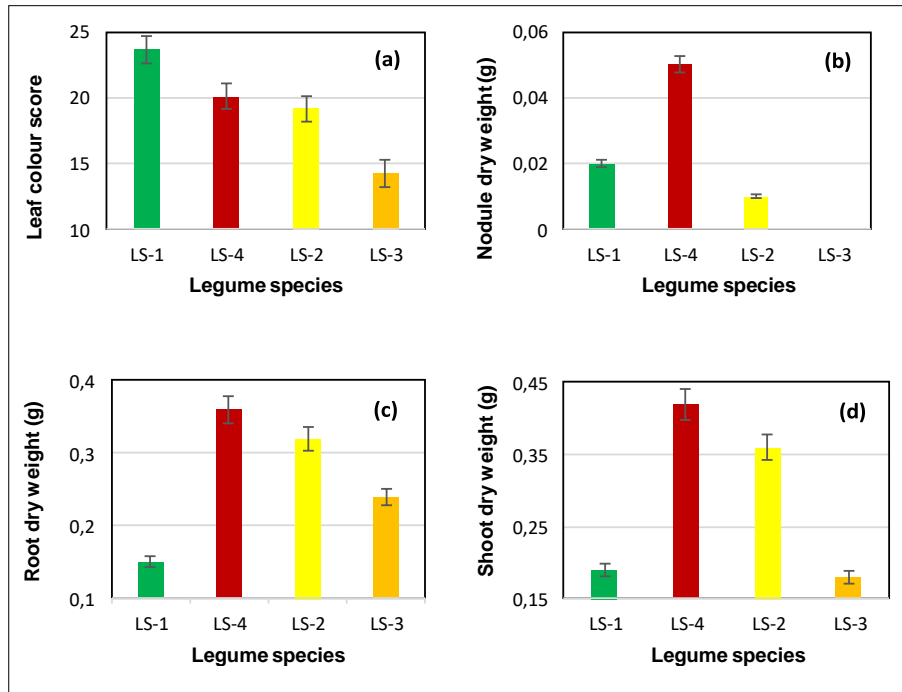 (a)
Leaf colour score
25
20
15
10
LS-1 LS-4 LS-2 LS-3
Legume species
(b)
Nodule dry weight (g)
0,06
0,04
0,02
0
LS-1 LS-4 LS-2 LS-3
Legume species
(c)
Root dry weight (g)
0,4
0,3
0,2
0,1
LS-1 LS-4 LS-2 LS-3
Legume species
(d)
Shoot dry weight (g)
0,45
0,35
0,25
0,15
LS-1 LS-4 LS-2 LS-3
Legume species